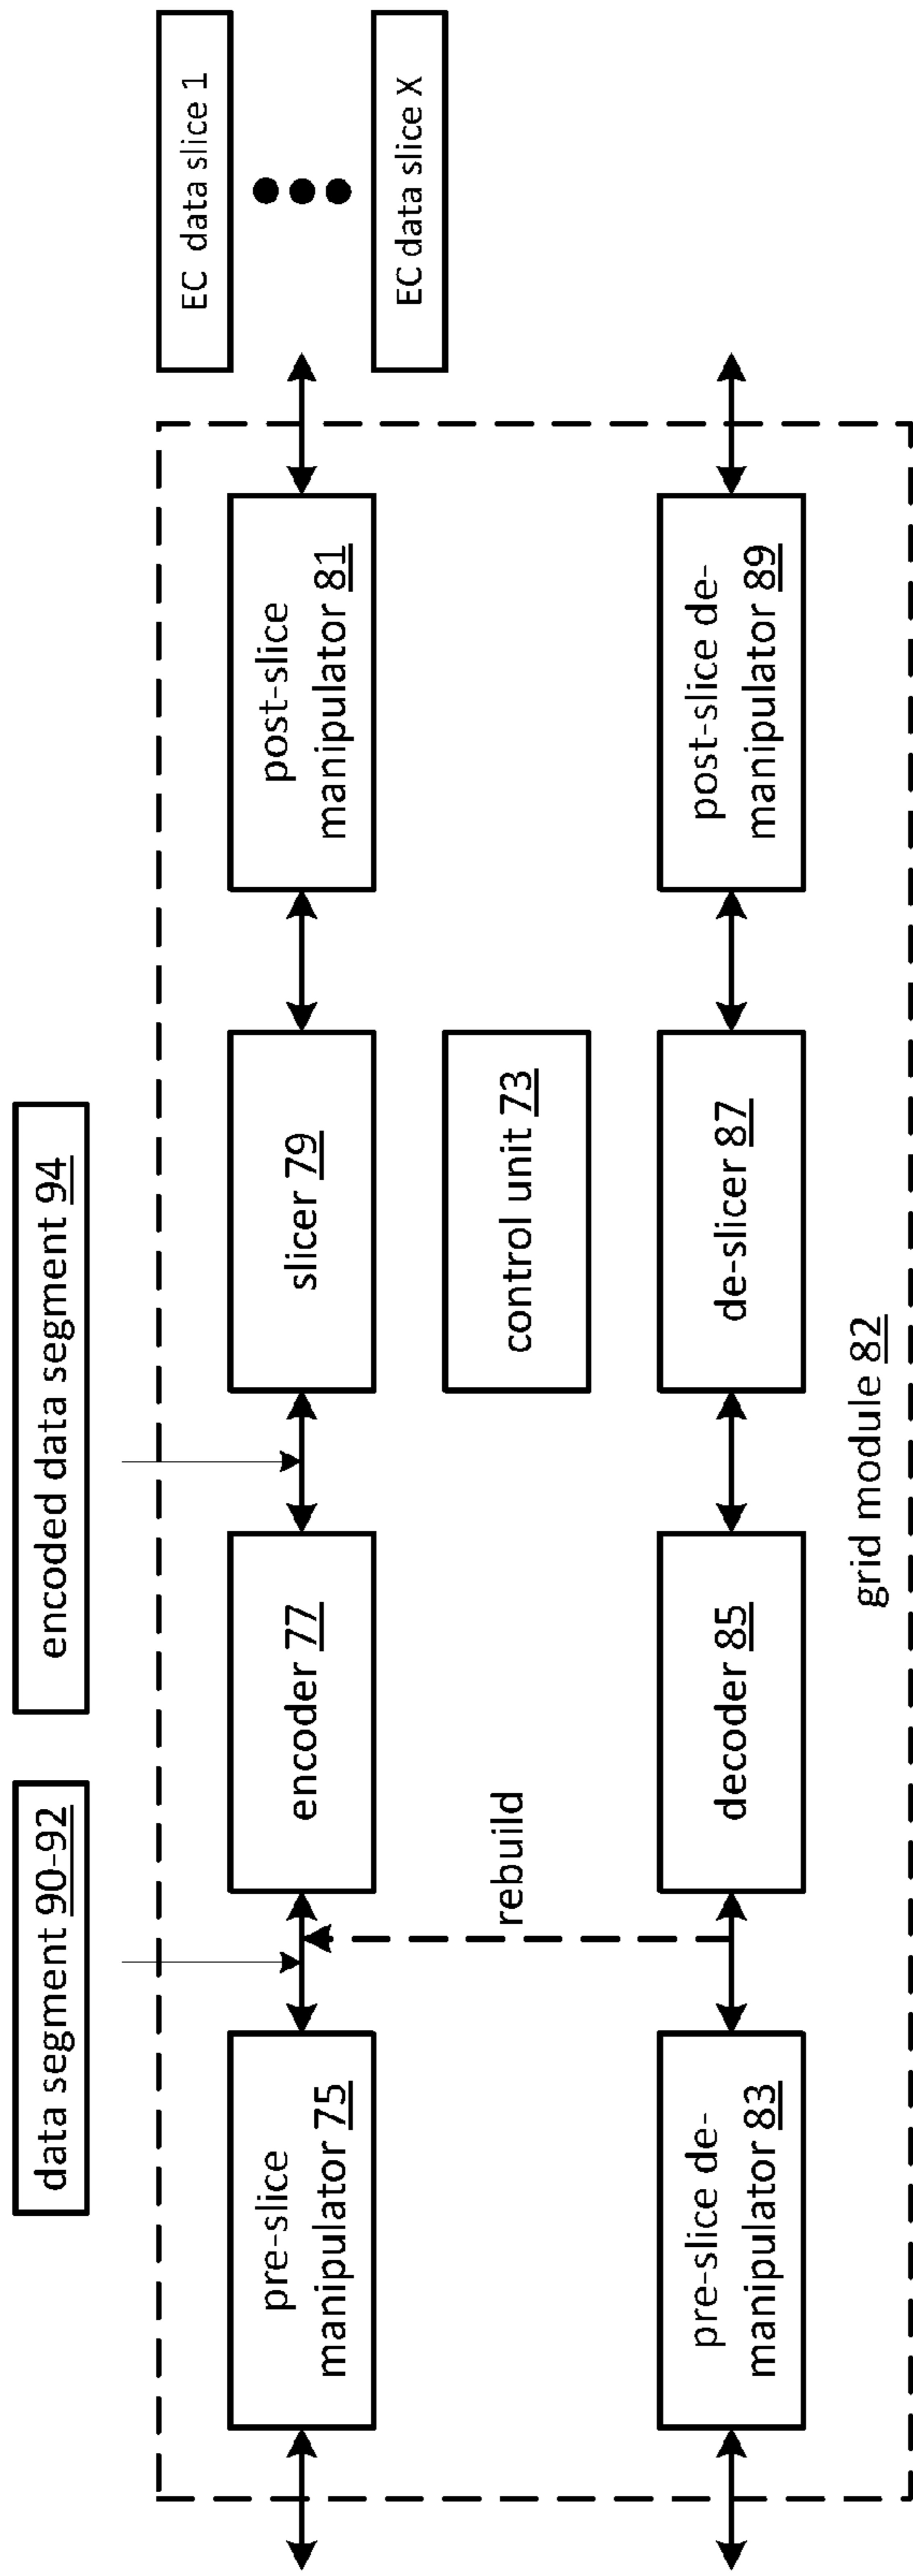 data segment 90-92
encoded data segment 94
pre-slice
manipulator 75
encoder 77
slicer 79
post-slice
manipulator 81
EC data slice 1
EC data slice X
rebuild
control unit 73
pre-slice de-
manipulator 83
decoder 85
de-slicer 87
post-slice de-
manipulator 89
grid module 82